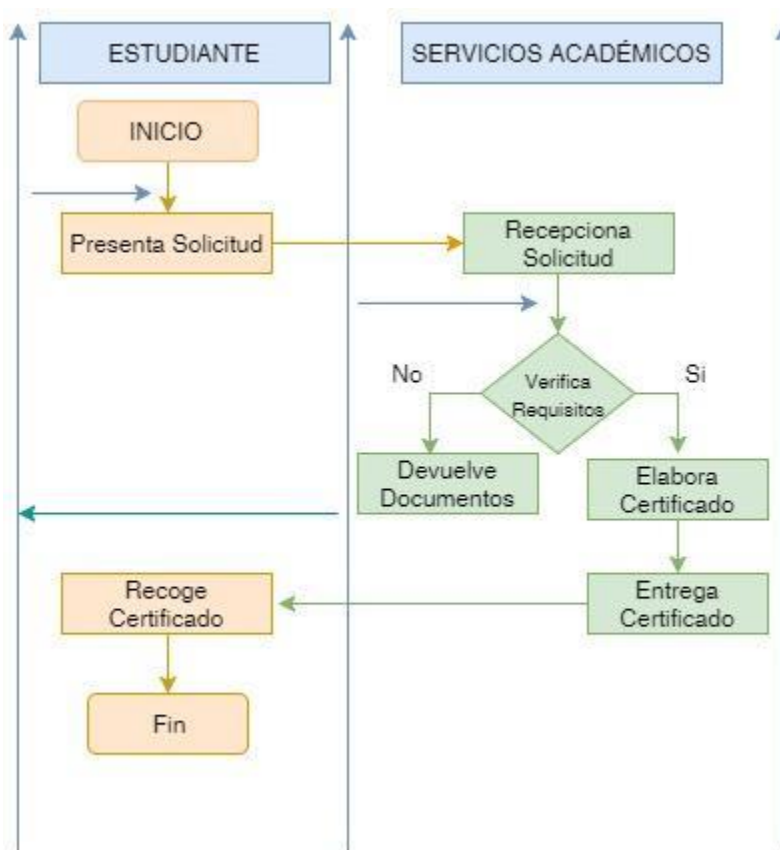 ESTUDIANTE
SERVICIOS ACADÉMICOS
INICIO
Presenta Solicitud
Recepciona
Solicitud
No
Verifica
Requisitos
Si
Devuelve
Documentos
Elabora
Certificado
Recoge
Certificado
Entrega
Certificado
Fin